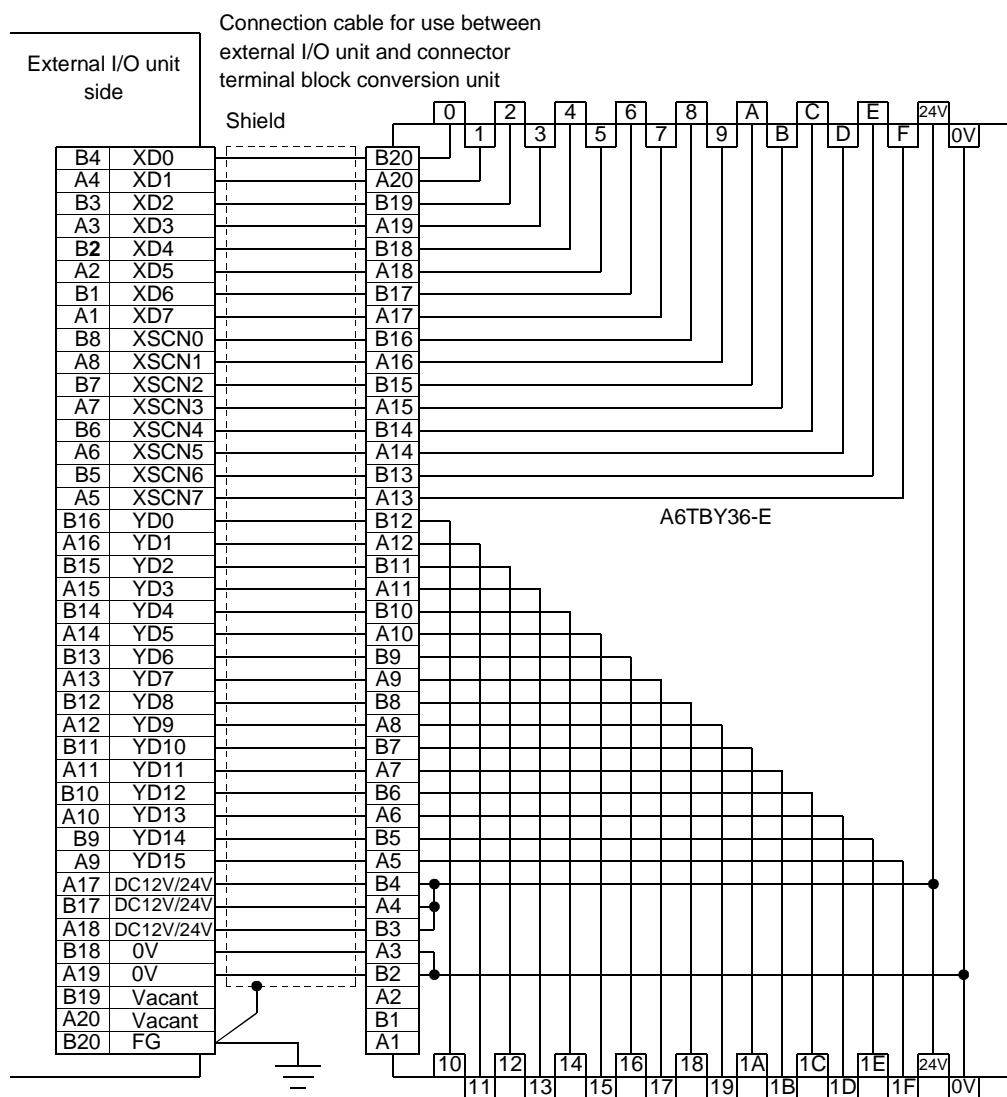 Connection cable for use between
external I/O unit and connector
terminal block conversion unit
External I/O unit
side
Shield
0 2 4 6 8 A C E 24V
1 3 5 7 9 B D F 0V
B4 XD0 B20
A4 XD1 A20
B3 XD2 B19
A3 XD3 A19
B2 XD4 B18
A2 XD5 A18
B1 XD6 B17
A1 XD7 A17
B8 XSCN0 B16
A8 XSCN1 A16
B7 XSCN2 B15
A7 XSCN3 A15
B6 XSCN4 B14
A6 XSCN5 A14
B5 XSCN6 B13
A5 XSCN7 A13
A6TBY36-E
B16 YD0 B12
A16 YD1 A12
B15 YD2 B11
A15 YD3 A11
B14 YD4 B10
A14 YD5 A10
B13 YD6 B9
A13 YD7 A9
B12 YD8 B8
A12 YD9 A8
B11 YD10 B7
A11 YD11 A7
B10 YD12 B6
A10 YD13 A6
B9 YD14 B5
A9 YD15 A5
A17 DC12V/24V B4
B17 DC12V/24V A4
A18 DC12V/24V B3
B18 0V A3
A19 0V B2
B19 Vacant A2
A20 Vacant B1
B20 FG A1
10 12 14 16 18 1A 1C 1E 24V
11 13 15 17 19 1B 1D 1F 0V